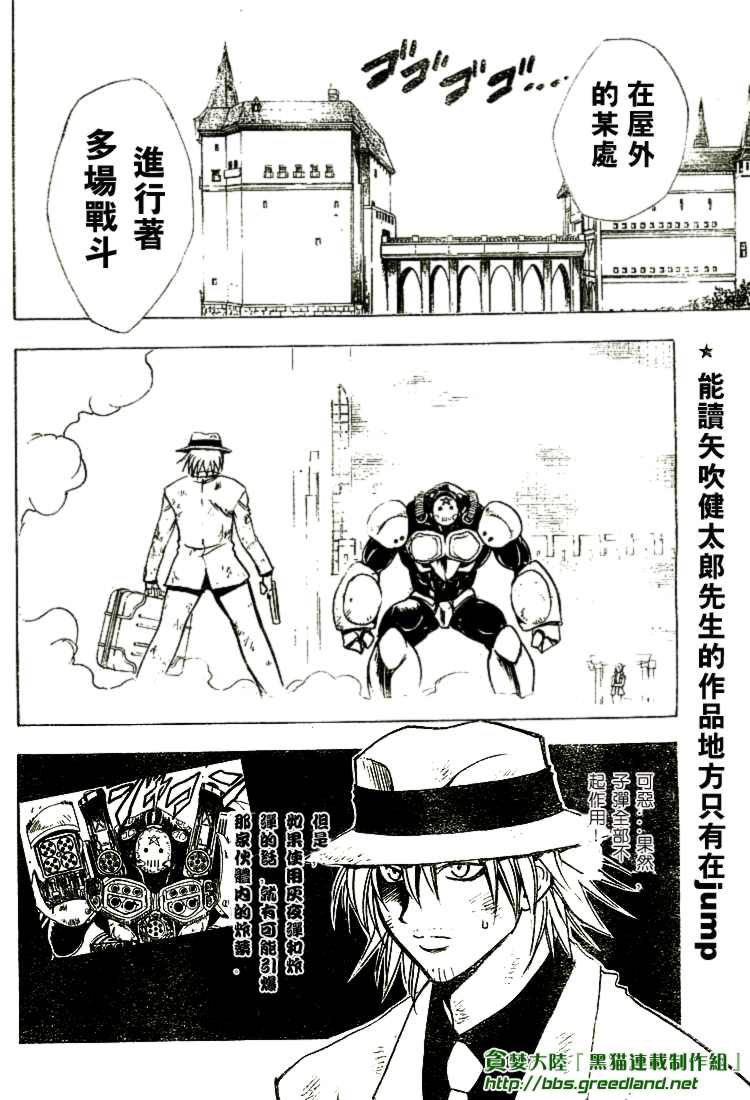 ゴゴゴゴ....
在屋外
的某處
進行著
多場戰斗
★能讀矢吹健太郎先生的作品地方只有在jump
可惡...果然,
子彈全部不
起作用!
但是,
如果使用灰夜彈和炸
彈的話,就有可能引爆
那家伙體內的炸藥.
貪婪大陸「黑猫連載制作組」
http://bbs.greedland.net